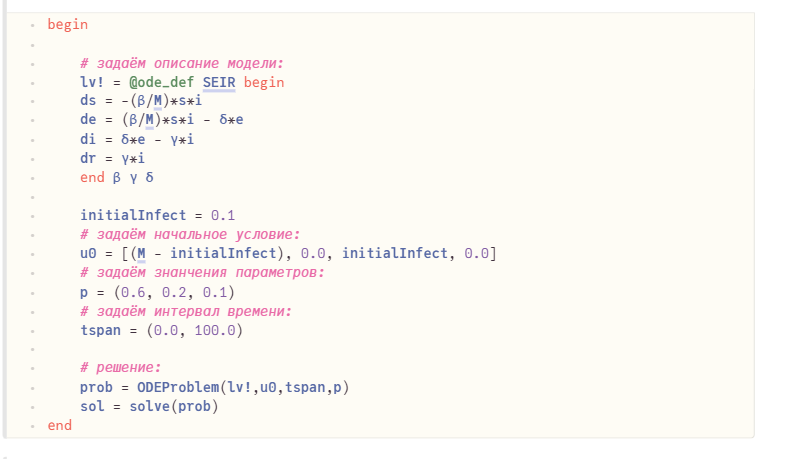 begin
# задаём описание модели:
lv! = @ode_def SEIR begin
ds = -(β/M)*s*i
de = (β/M)*s*i - δ*e
di = δ*e - γ*i
dr = γ*i
end β γ δ
initialInfect = 0.1
# задаём начальное условие:
u0 = [(M - initialInfect), 0.0, initialInfect, 0.0]
# задаём знанчения параметров:
p = (0.6, 0.2, 0.1)
# задаём интервал времени:
tspan = (0.0, 100.0)
# решение:
prob = ODEProblem(lv!,u0,tspan,p)
sol = solve(prob)
end